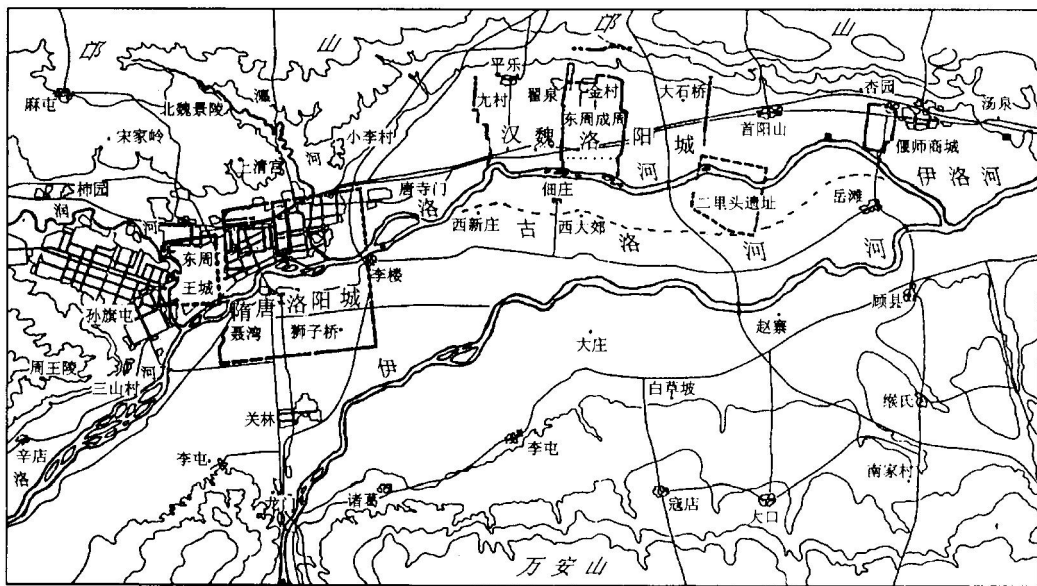 邙
山
邙
山
麻屯
北魏景陵
瀍
河
宋家岭
上清宫
小李村
平乐
尢村
翟泉
金村
东周成周
大石桥
首阳山
杏园
汤泉
汉魏洛阳城
偃师商城
柿园
涧
河
唐寺门
洛
河
佃庄
二里头遗址
伊洛河
岳滩
西新庄
古洛河
西大郊
河
东周
王城
李楼
孙旗屯
隋唐洛阳城
聂湾
狮子桥
伊
顾县
赵寨
大庄
周王陵
三山村
河
白草坡
关林
缑氏
辛店
洛
李屯
李屯
南家村
龙门
诸葛
寇店
大口
万安山